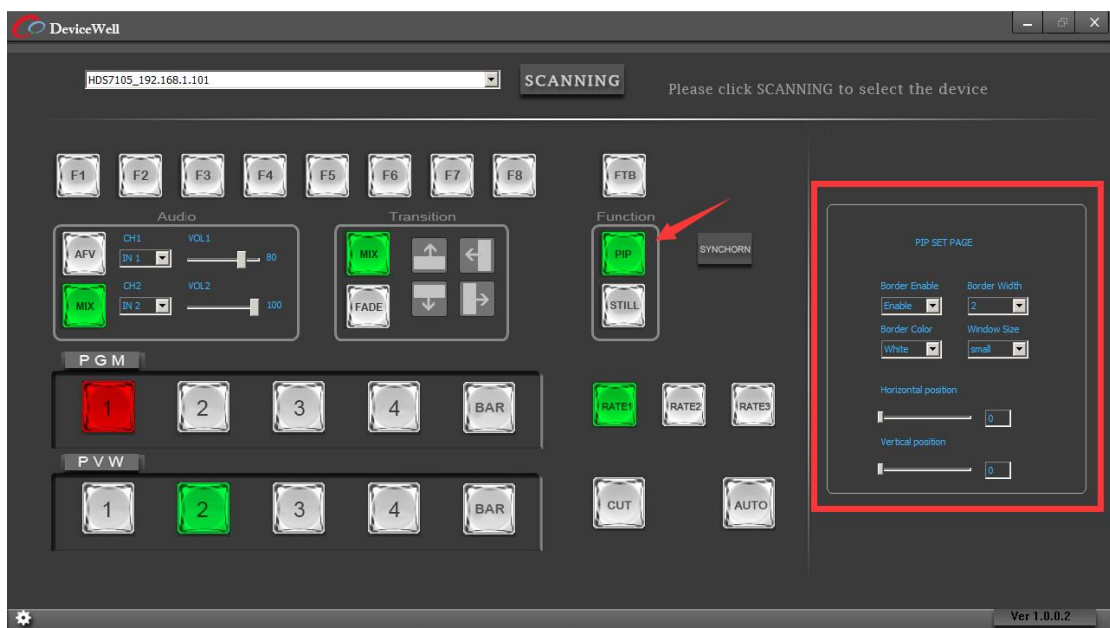 DeviceWell
HDS7105_192.168.1.101
SCANNING
Please click SCANNING to select the device
F1 F2 F3 F4 F5 F6 F7 F8 FTB
Audio
AFV
CH1 VOL1
IN 1
80
MIX
CH2 VOL2
IN 2
100
Transition
MIX
FADE
Function
PIP
STILL
SYNCHORN
PGM
1 2 3 4 BAR
RATE1 RATE2 RATE3
PVW
1 2 3 4 BAR
CUT AUTO
PIP SET PAGE
Border Enable Border Width
Enable 2
Border Color Window Size
White small
Horizontal position
0
Vertical position
0
Ver 1.0.0.2